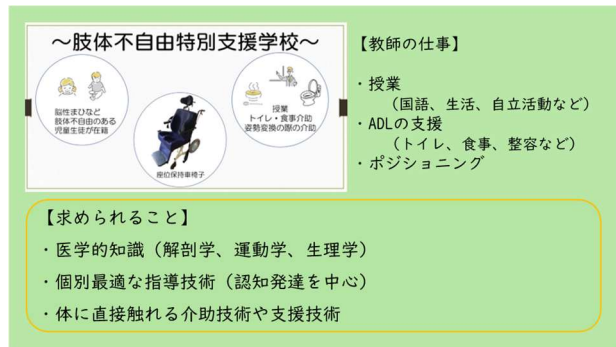 ～肢体不自由特別支援学校～
脳性まひなど
肢体不自由のある
児童生徒が在籍
座位保持車椅子
授業
トイレ・食事介助
姿勢変換の際の介助
【教師の仕事】
・授業
（国語、生活、自立活動など）
・ADLの支援
（トイレ、食事、整容など）
・ポジショニング
【求められること】
・医学的知識（解剖学、運動学、生理学）
・個別最適な指導技術（認知発達を中心）
・体に直接触れる介助技術や支援技術